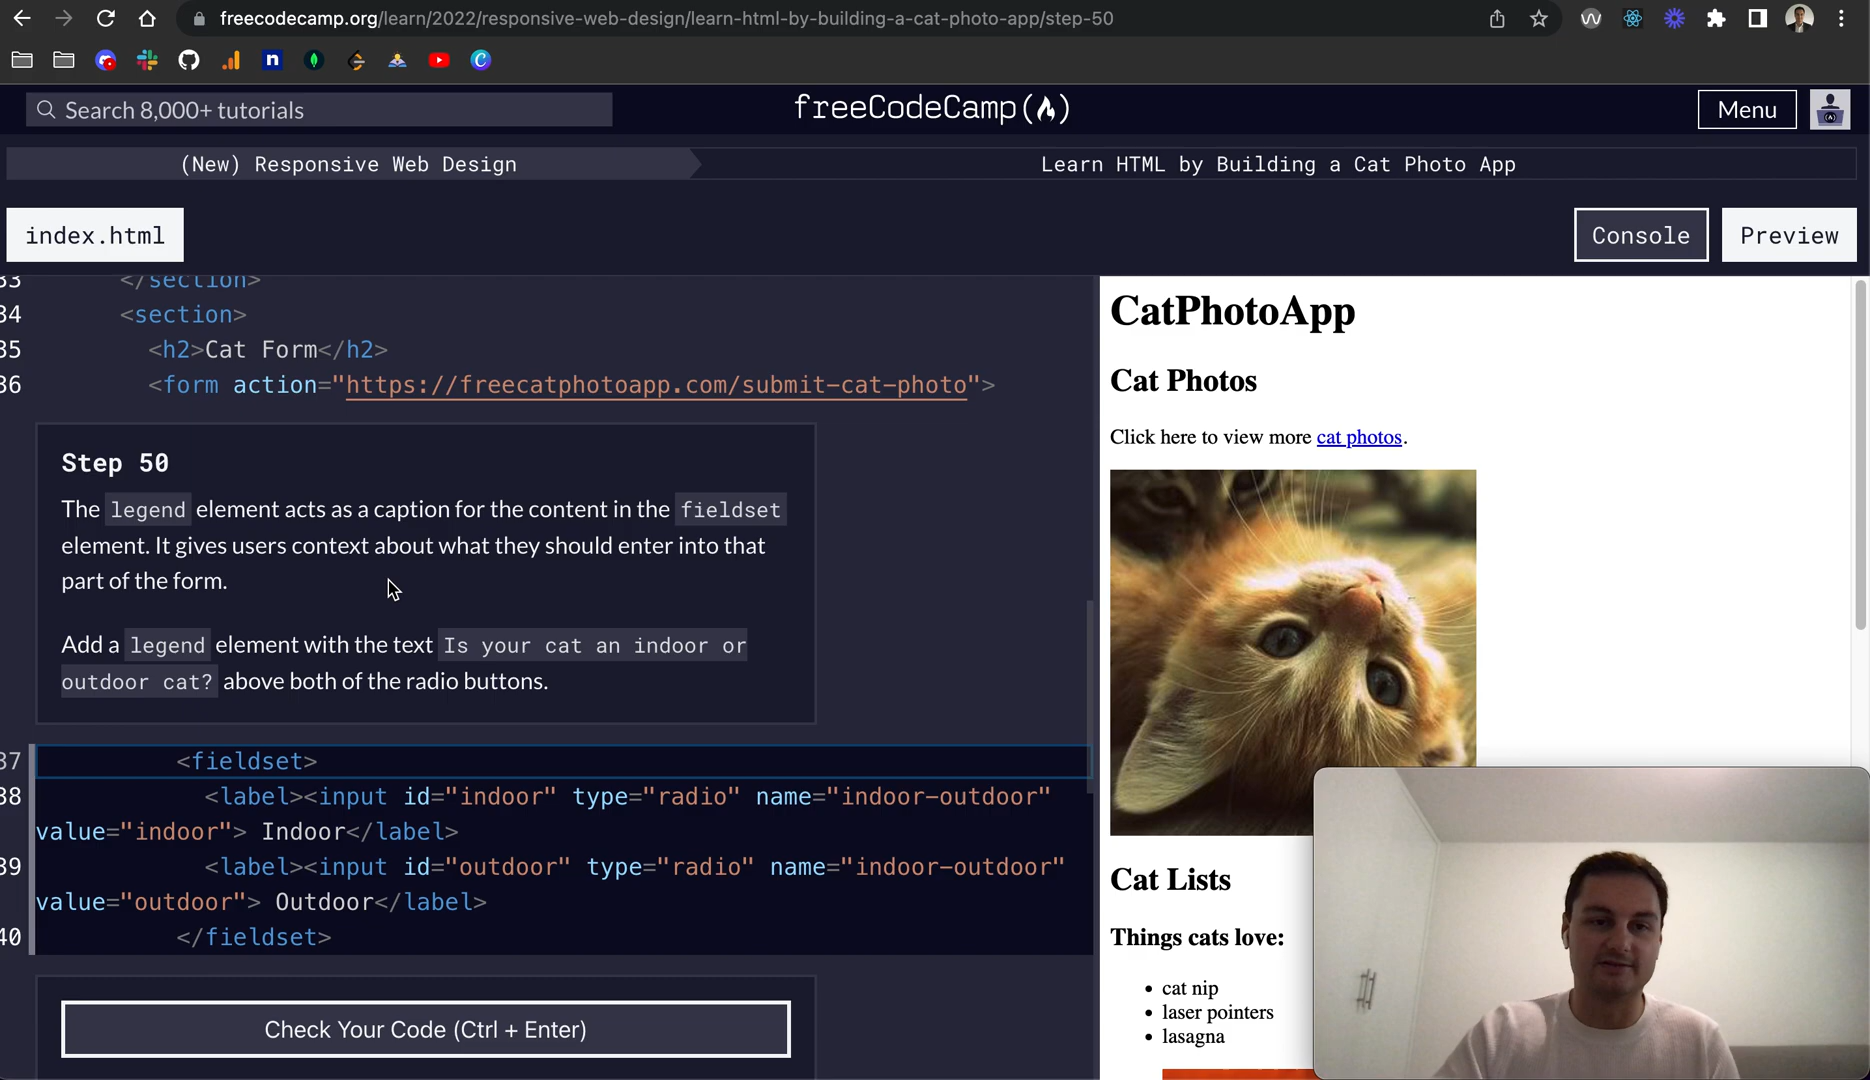 freecodecamp.org/learn/2022/responsive-web-design/learn-html-by-building-a-cat-photo-app/step-50
Search 8,000+ tutorials
freeCodeCamp(🔥)
Menu
(New) Responsive Web Design
Learn HTML by Building a Cat Photo App
index.html
Console
Preview
33 </section>
34 <section>
35 <h2>Cat Form</h2>
36 <form action="https://freecatphotoapp.com/submit-cat-photo">
Step 50
The legend element acts as a caption for the content in the fieldset
element. It gives users context about what they should enter into that
part of the form.
Add a legend element with the text Is your cat an indoor or
outdoor cat? above both of the radio buttons.
37 <fieldset>
38 <label><input id="indoor" type="radio" name="indoor-outdoor"
value="indoor"> Indoor</label>
39 <label><input id="outdoor" type="radio" name="indoor-outdoor"
value="outdoor"> Outdoor</label>
40 </fieldset>
Check Your Code (Ctrl + Enter)
CatPhotoApp
Cat Photos
Click here to view more cat photos.
Cat Lists
Things cats love:
• cat nip
• laser pointers
• lasagna